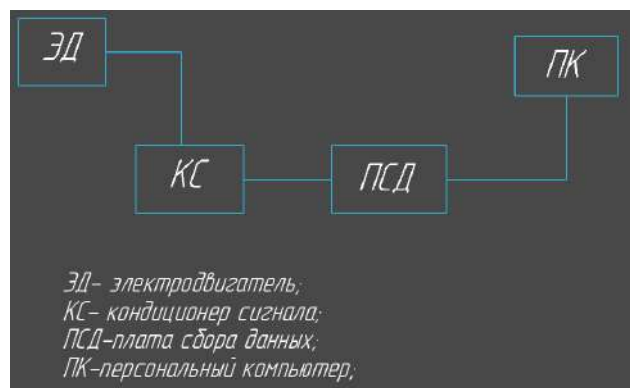 ЭД
ПК
КС
ПСД
ЭД- электродвигатель;
КС- кондиционер сигнала;
ПСД-плата сбора данных;
ПК-персональный компьютер;